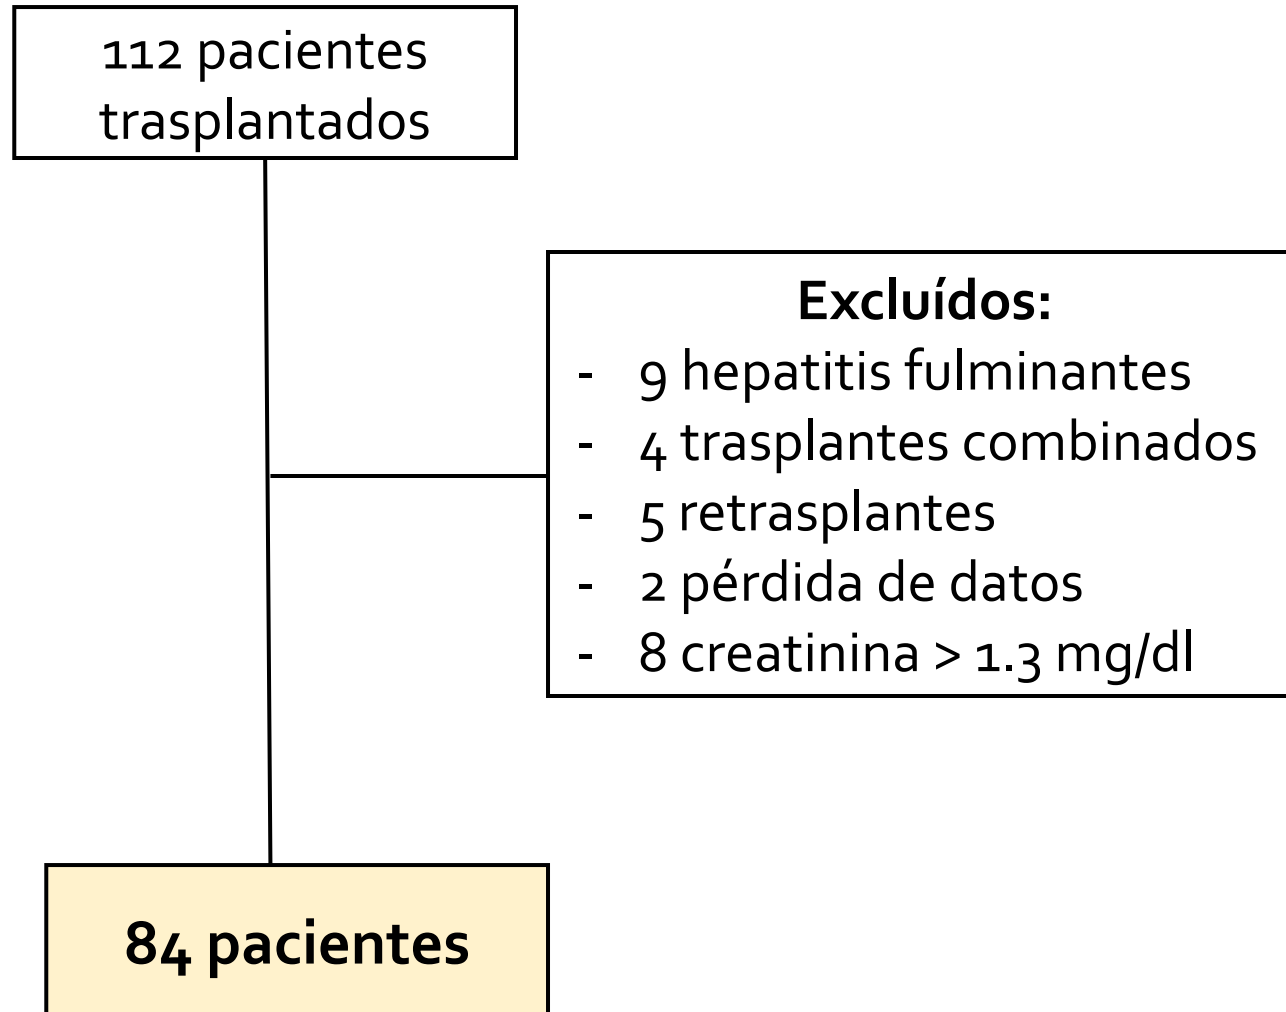 112 pacientes
trasplantados
Excluídos:
- 9 hepatitis fulminantes
- 4 trasplantes combinados
- 5 retrasplantes
- 2 pérdida de datos
- 8 creatinina > 1.3 mg/dl
84 pacientes